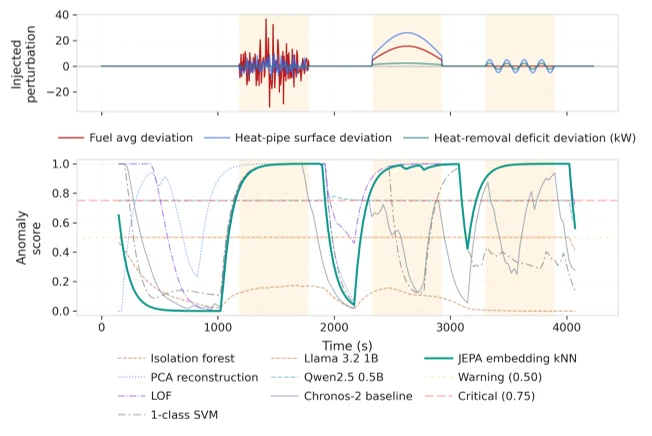 Injected
perturbation
40
20
0
−20
Fuel avg deviation
Heat-pipe surface deviation
Heat-removal deficit deviation (kW)
Anomaly
score
1.0
0.8
0.6
0.4
0.2
0.0
0
1000
2000
3000
4000
Time (s)
Isolation forest
PCA reconstruction
LOF
1-class SVM
Llama 3.2 1B
Qwen2.5 0.5B
Chronos-2 baseline
JEPA embedding kNN
Warning (0.50)
Critical (0.75)